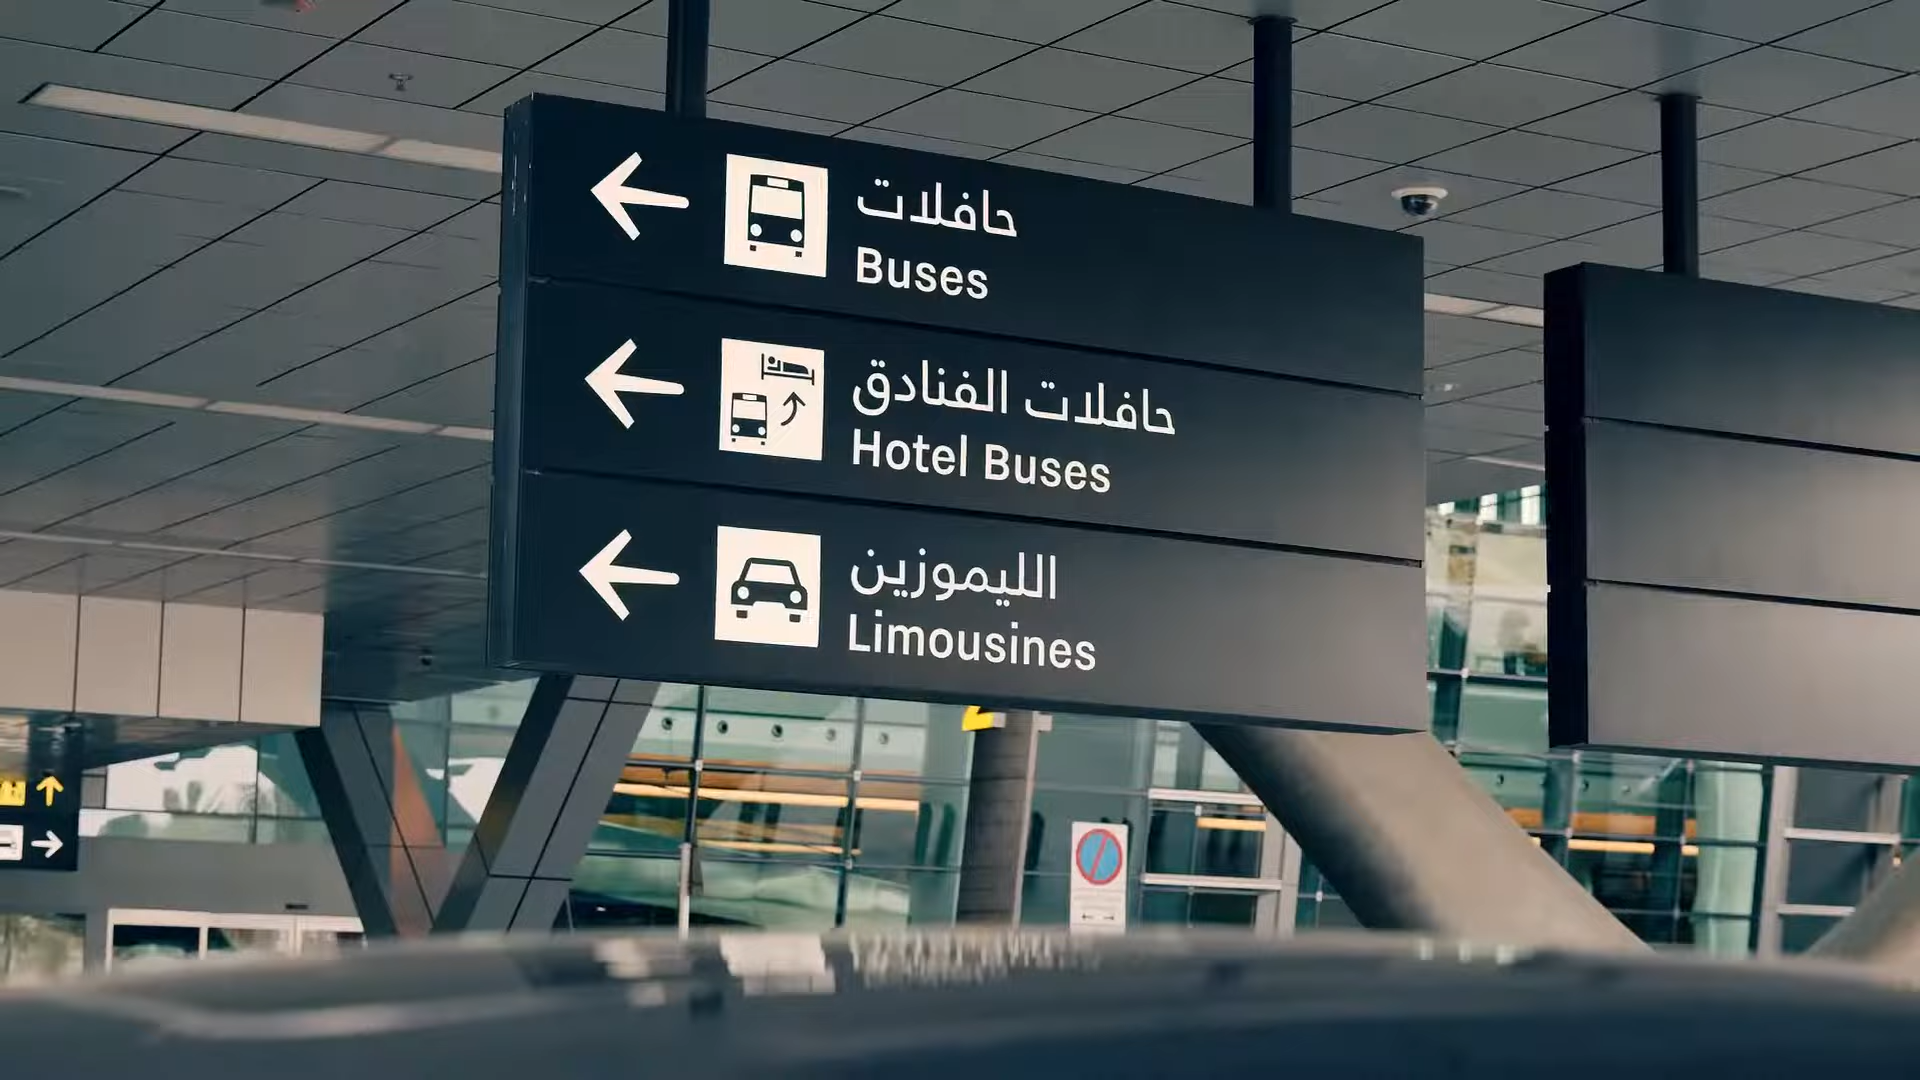 حافلات
Buses
حافلات الفنادق
Hotel Buses
الليموزين
Limousines